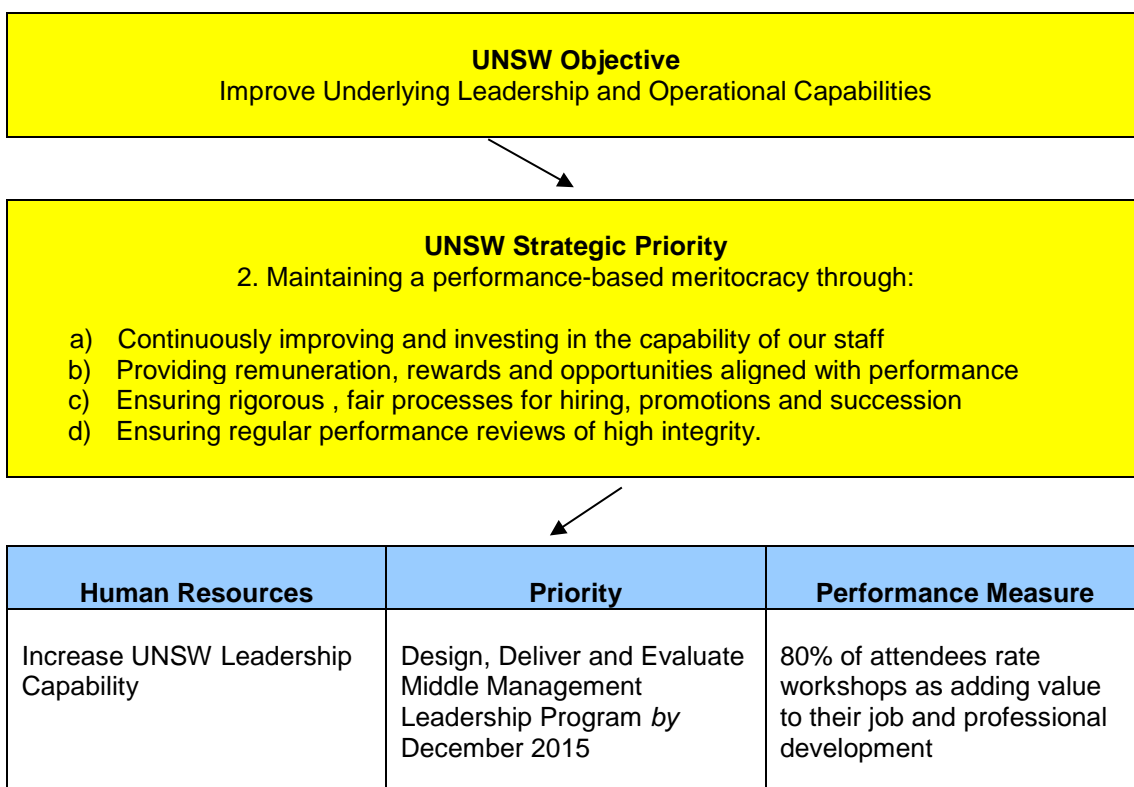 UNSW Objective
Improve Underlying Leadership and Operational Capabilities
UNSW Strategic Priority
2. Maintaining a performance-based meritocracy through:
a) Continuously improving and investing in the capability of our staff
b) Providing remuneration, rewards and opportunities aligned with performance
c) Ensuring rigorous , fair processes for hiring, promotions and succession
d) Ensuring regular performance reviews of high integrity.
Human Resources
Priority
Performance Measure
Increase UNSW Leadership
Capability
Design, Deliver and Evaluate
Middle Management
Leadership Program by
December 2015
80% of attendees rate
workshops as adding value
to their job and professional
development